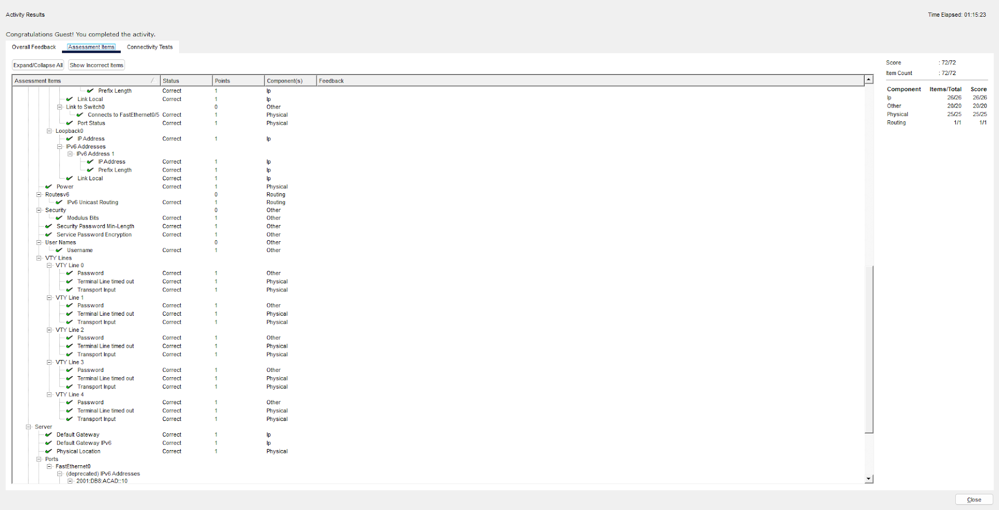 Activity Results
Time Elapsed: 01:15:23
Congratulations Guest! You completed the activity.
Overall Feedback Assessment Items Connectivity Tests
Expand/Collapse All Show Incorrect Items
Assessment Items Status Points Component(s) Feedback
Prefix Length Correct 1 Ip
Link Local Correct 1 Ip
Link to Switch0 0 Other
Connects to FastEthernet0/5 Correct 1 Physical
Port Status Correct 1 Physical
Loopback0
IP Address Correct 1 Ip
IPv6 Addresses
IPv6 Address 1
IP Address Correct 1 Ip
Prefix Length Correct 1 Ip
Link Local Correct 1 Ip
Power Correct 1 Physical
Routesv6 0 Routing
IPv6 Unicast Routing Correct 1 Routing
Security 0 Other
Modulus Bits Correct 1 Other
Security Password Min-Length Correct 1 Other
Service Password Encryption Correct 1 Other
User Names 0 Other
Username Correct 1 Other
VTY Lines
VTY Line 0
Password Correct 1 Other
Terminal Line timed out Correct 1 Physical
Transport Input Correct 1 Physical
VTY Line 1
Password Correct 1 Other
Terminal Line timed out Correct 1 Physical
Transport Input Correct 1 Physical
VTY Line 2
Password Correct 1 Other
Terminal Line timed out Correct 1 Physical
Transport Input Correct 1 Physical
VTY Line 3
Password Correct 1 Other
Terminal Line timed out Correct 1 Physical
Transport Input Correct 1 Physical
VTY Line 4
Password Correct 1 Other
Terminal Line timed out Correct 1 Physical
Transport Input Correct 1 Physical
Server
Default Gateway Correct 1 Ip
Default Gateway IPv6 Correct 1 Ip
Physical Location Correct 1 Physical
Ports
FastEthernet0
(deprecated) IPv6 Addresses
2001:DB8:ACAD::10
Score : 72/72
Item Count : 72/72
Component Items/Total Score
Ip 26/26 26/26
Other 20/20 20/20
Physical 25/25 25/25
Routing 1/1 1/1
Close